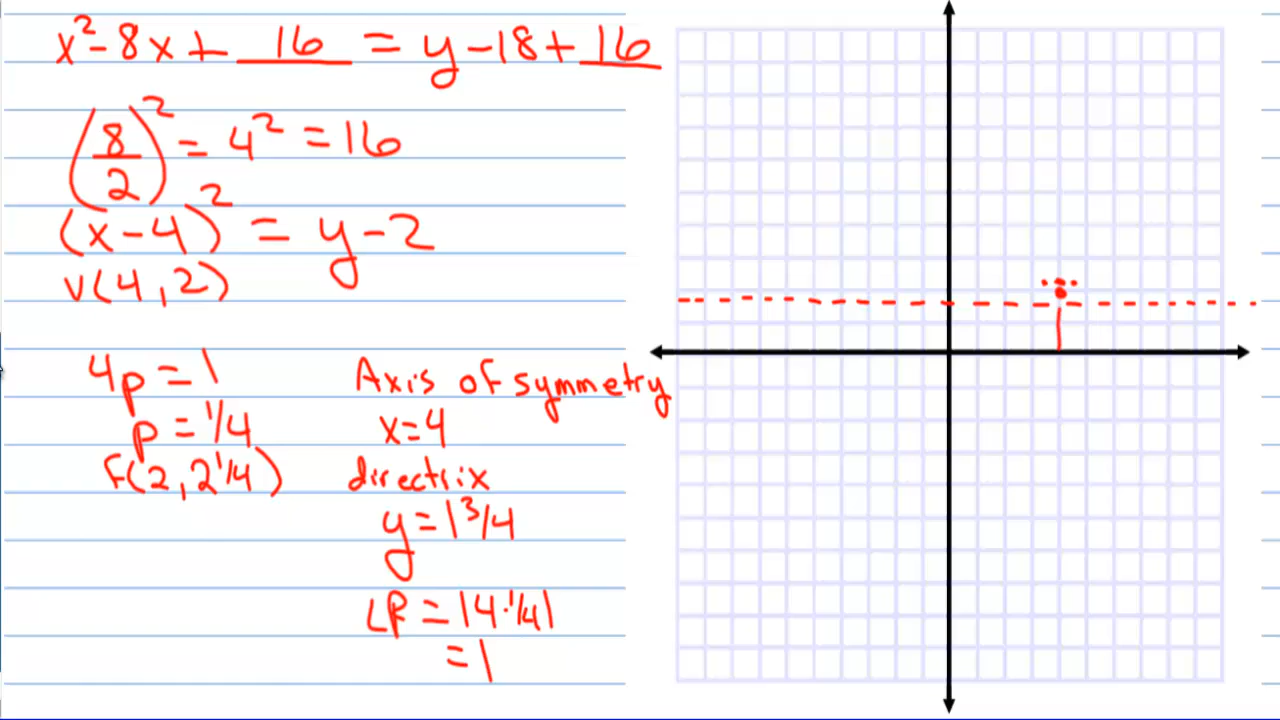 x² - 8x + 16 = y - 18 + 16
(8/2)² = 4² = 16
(x - 4)² = y - 2
V(4, 2)
4p = 1
p = 1/4
F(2, 2 1/4)
Axis of symmetry
x = 4
directrix
y = 1 3/4
LR = |4 · 1/4|
= 1